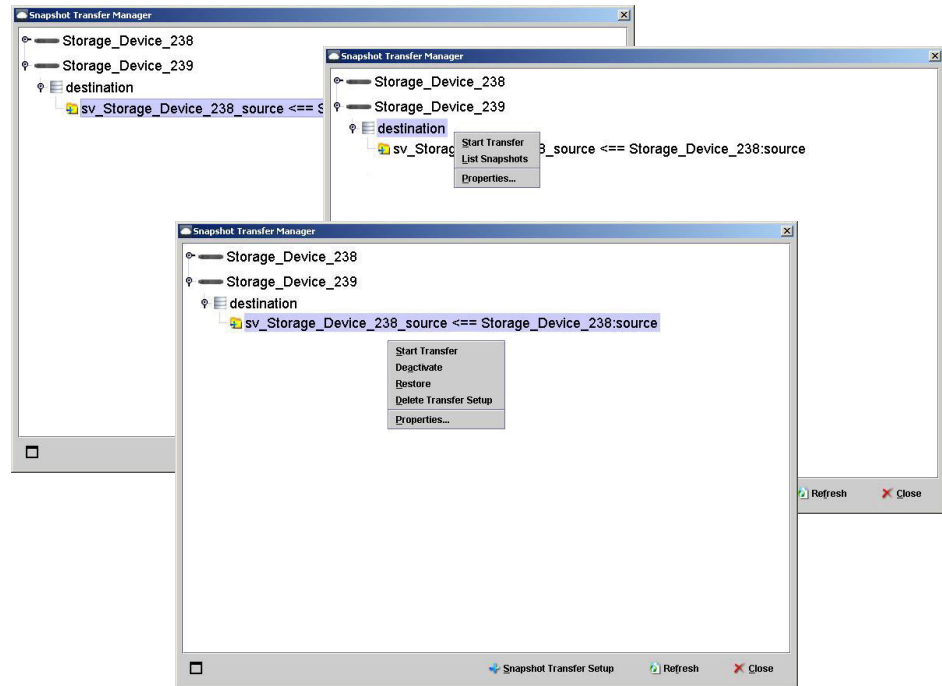 Snapshot Transfer Manager
Storage_Device_238
Storage_Device_239
destination
sv_Storage_Device_238_source <== S
Snapshot Transfer Manager
Storage_Device_238
Storage_Device_239
destination
sv_Storag 8_source <== Storage_Device_238:source
Start Transfer
List Snapshots
Properties...
Refresh Close
Snapshot Transfer Manager
Storage_Device_238
Storage_Device_239
destination
sv_Storage_Device_238_source <== Storage_Device_238:source
Start Transfer
Deactivate
Restore
Delete Transfer Setup
Properties...
Snapshot Transfer Setup Refresh Close